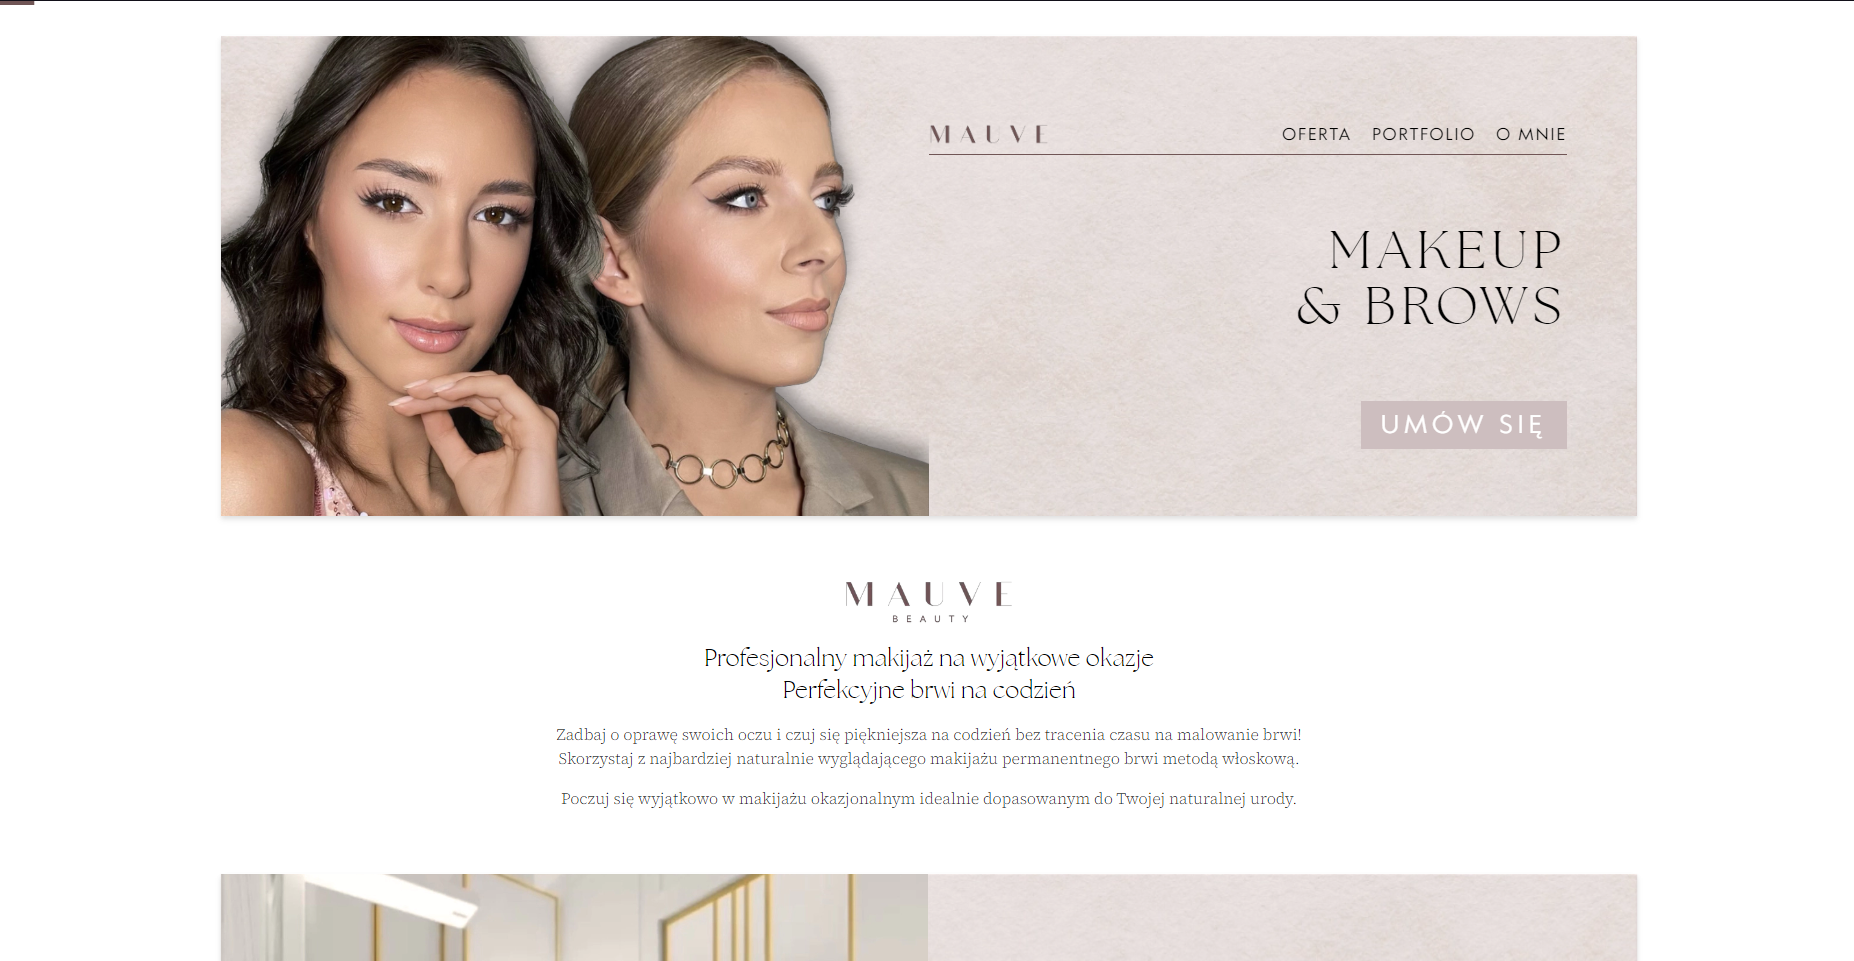 MAUVE
OFERTA PORTFOLIO O MNIE
MAKEUP
& BROWS
UMÓW SIĘ
MAUVE
BEAUTY
Profesjonalny makijaż na wyjątkowe okazje
Perfekcyjne brwi na codzień
Zadbaj o oprawę swoich oczu i czuj się piękniejsza na codzień bez tracenia czasu na malowanie brwi!
Skorzystaj z najbardziej naturalnie wyglądającego makijażu permanentnego brwi metodą włoskową.
Poczuj się wyjątkowo w makijażu okazjonalnym idealnie dopasowanym do Twojej naturalnej urody.